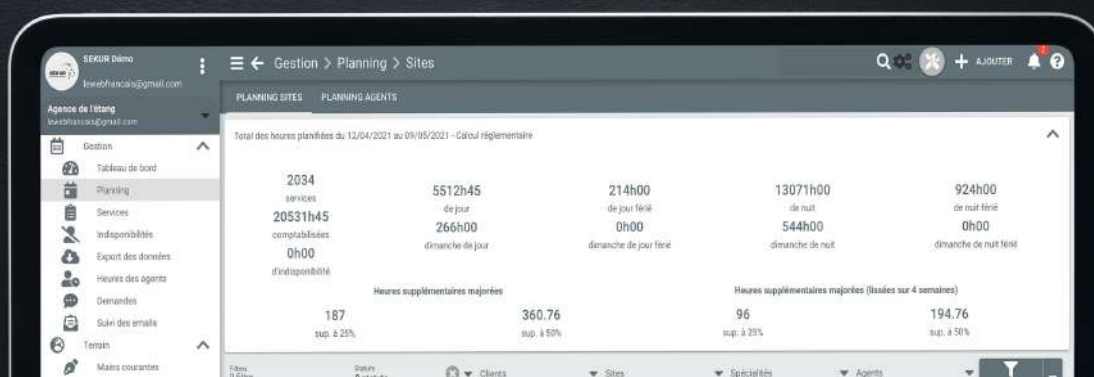 SEKUR Démo
lewebfrancais@gmail.com
Gestion > Planning > Sites
AJOUTER
2
Agence de l'étang
lewebfrancais@gmail.com
PLANNING SITES PLANNING AGENTS
Gestion
Tableau de bord
Planning
Services
Indisponibilités
Export des données
Heures des agents
Demandes
Suivi des emails
Terrain
Mains courantes
Total des heures planifiées du 12/04/2021 au 09/05/2021 - Calcul réglementaire
2034
services
20531h45
comptabilisées
0h00
d'indisponibilité
5512h45
de jour
266h00
dimanche de jour
214h00
de jour férié
0h00
dimanche de jour férié
13071h00
de nuit
544h00
dimanche de nuit
924h00
de nuit férié
0h00
dimanche de nuit férié
Heures supplémentaires majorées
187
sup. à 25%
360.76
sup. à 50%
Heures supplémentaires majorées (lissées sur 4 semaines)
96
sup. à 25%
194.76
sup. à 50%
Filtres
Statuts
Clients
Sites
Spécialités
Agents